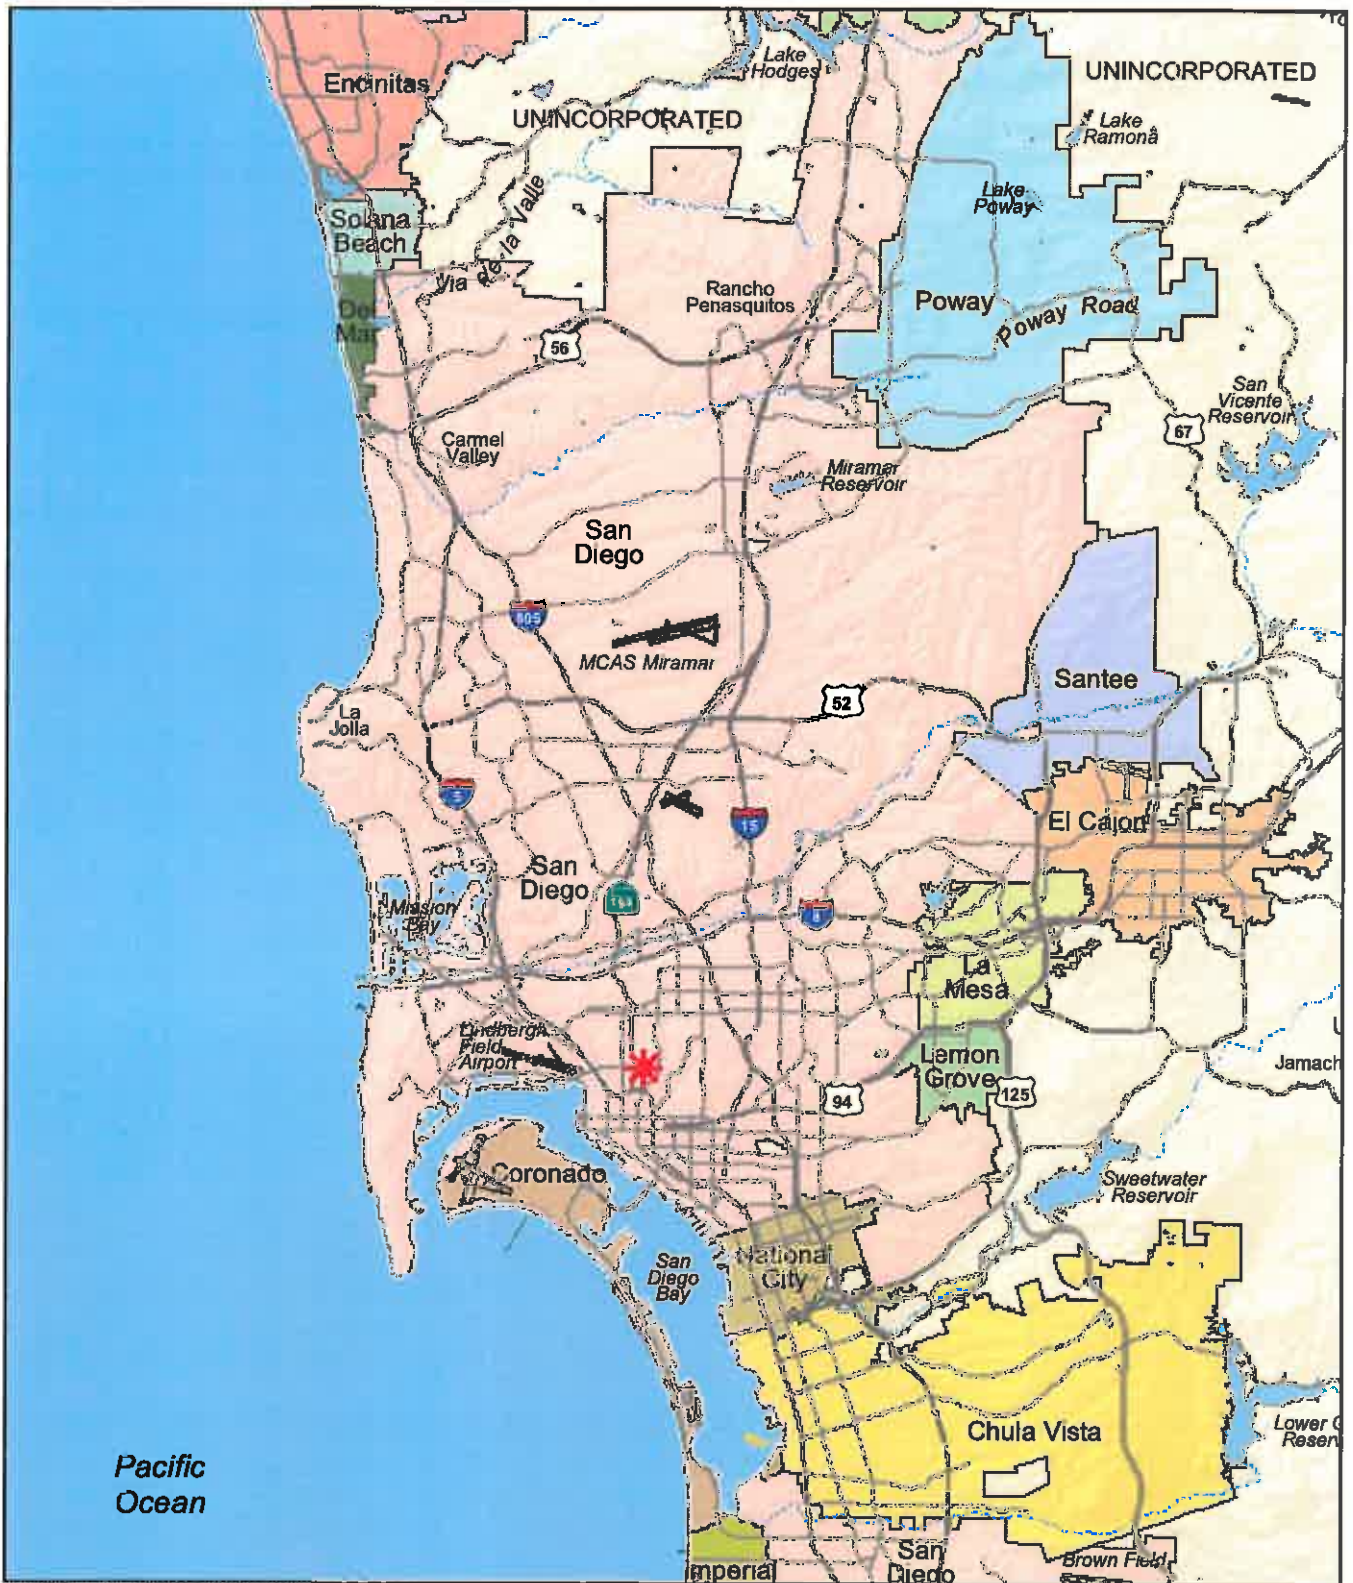 Encinitas
Lake
Hodges
UNINCORPORATED
UNINCORPORATED
Lake
Ramona
Lake
Poway
Solana
Beach
Via de la Valle
Del
Mar
Rancho
Penasquitos
Poway
Poway Road
56
San
Vicente
Reservoir
67
Carmel
Valley
Miramar
Reservoir
San
Diego
805
MCAS Miramar
Santee
52
La
Jolla
5
15
El Cajon
San
Diego
163
8
Mission
Bay
La
Mesa
Lindbergh
Field
Airport
Lemon
Grove
94
125
Jamach
Coronado
Sweetwater
Reservoir
San
Diego
Bay
National
City
Chula Vista
Lower
Reser
Pacific
Ocean
Imperial
San
Diego
Brown Field